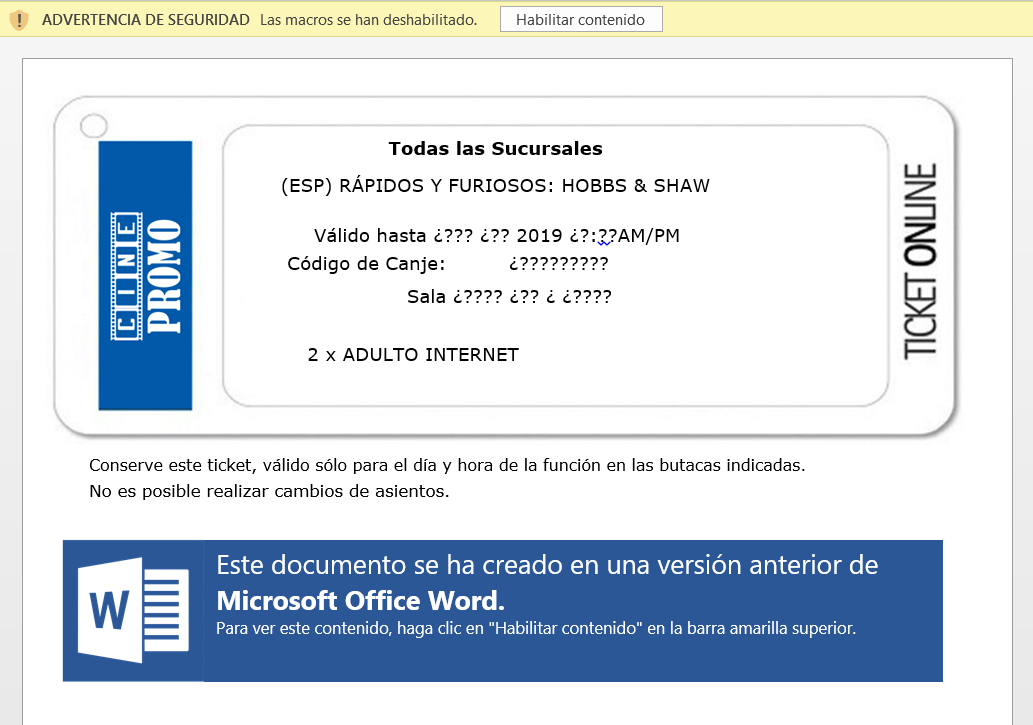 ADVERTENCIA DE SEGURIDAD Las macros se han deshabilitado. Habilitar contenido
Todas las Sucursales
(ESP) RÁPIDOS Y FURIOSOS: HOBBS & SHAW
Válido hasta ¿??? ¿?? 2019 ¿?:??AM/PM
Código de Canje: ¿?????????
Sala ¿???? ¿?? ¿ ¿????
2 x ADULTO INTERNET
CIINE
PROMO
TICKET ONLINE
Conserve este ticket, válido sólo para el día y hora de la función en las butacas indicadas.
No es posible realizar cambios de asientos.
W
Este documento se ha creado en una versión anterior de
Microsoft Office Word.
Para ver este contenido, haga clic en "Habilitar contenido" en la barra amarilla superior.